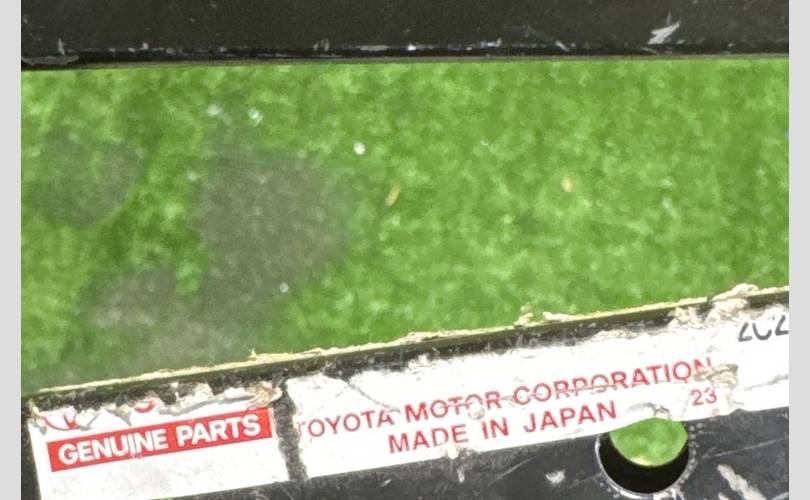 GENUINE PARTS
TOYOTA MOTOR CORPORATION
MADE IN JAPAN
23